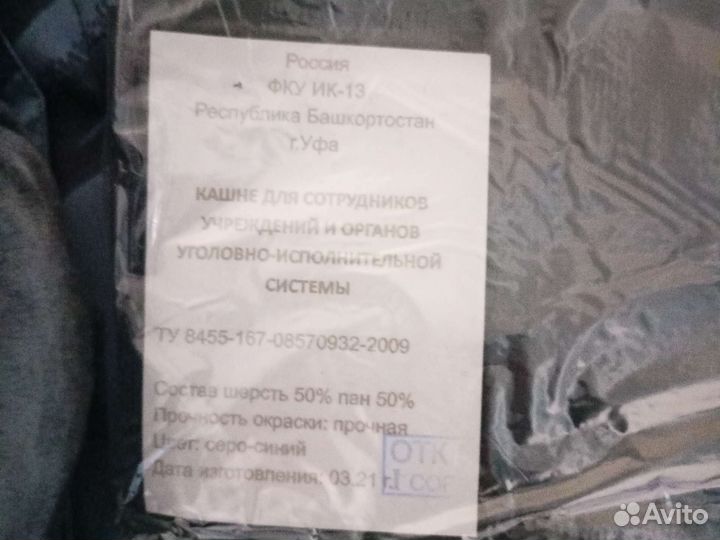 Россия
ФКУ ИК-13
Республика Башкортостан
г.Уфа
КАШНЕ ДЛЯ СОТРУДНИКОВ
УЧРЕЖДЕНИЙ И ОРГАНОВ
УГОЛОВНО-ИСПОЛНИТЕЛЬНОЙ
СИСТЕМЫ
ТУ 8455-167-08570932-2009
Состав шерсть 50% пан 50%
Прочность окраски: прочная
Цвет: серо-синий
Дата изготовления: 03.21 г.
ОТК
I СОР
Avito